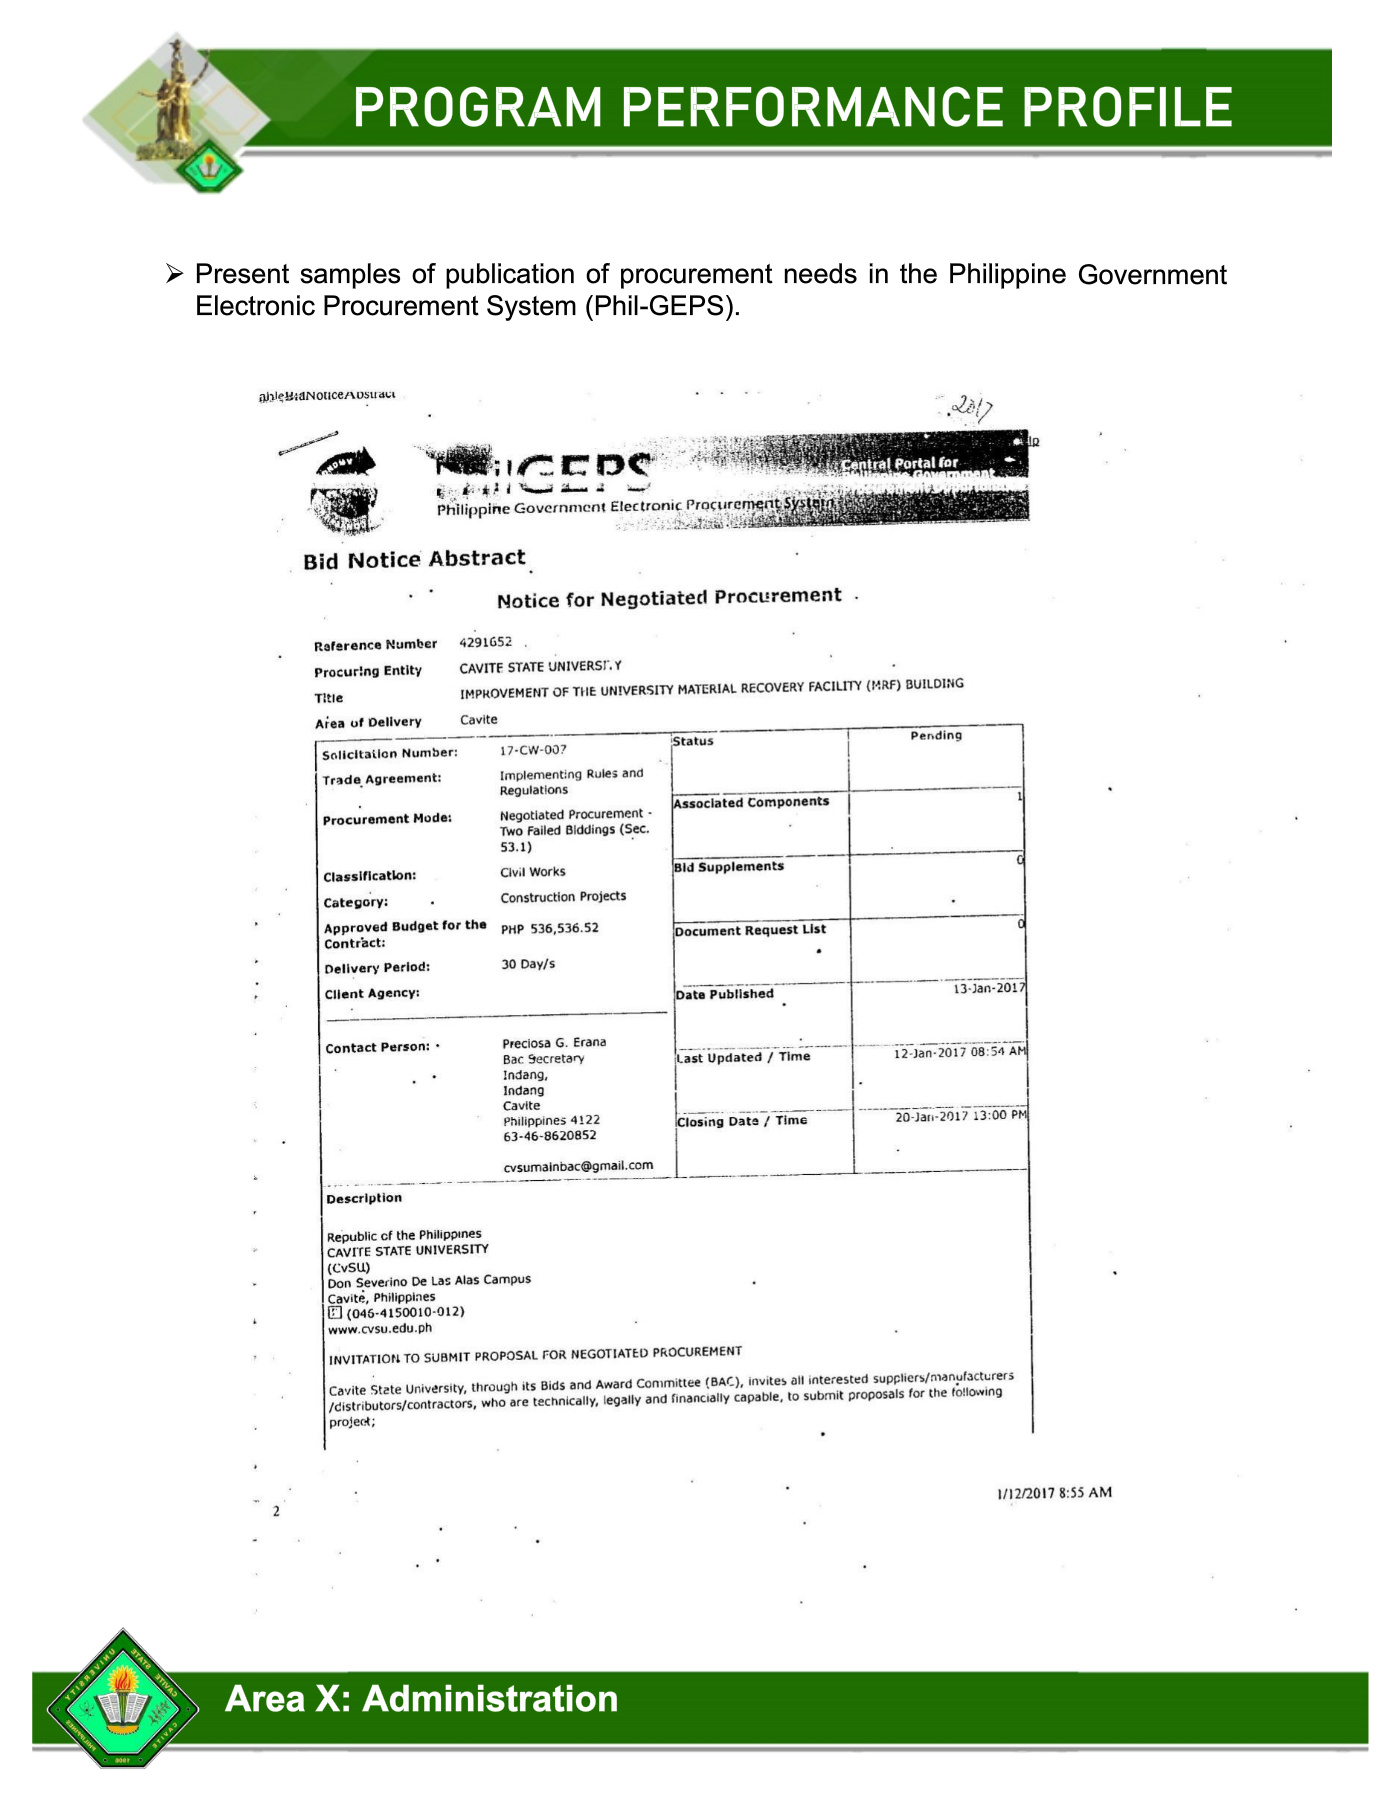 PROGRAM PERFORMANCE PROFILE
➢ Present samples of publication of procurement needs in the Philippine Government
Electronic Procurement System (Phil-GEPS).
ableBidNoticeAbstract
2017
PhilGEPS
Central Portal for
Philippine Government Electronic Procurement System
Bid Notice Abstract
Notice for Negotiated Procurement
Reference Number 4291652
Procuring Entity CAVITE STATE UNIVERSITY
Title IMPROVEMENT OF THE UNIVERSITY MATERIAL RECOVERY FACILITY (MRF) BUILDING
Area of Delivery Cavite
Solicitation Number: 17-CW-007
Trade Agreement: Implementing Rules and
Regulations
Procurement Mode: Negotiated Procurement -
Two Failed Biddings (Sec.
53.1)
Classification: Civil Works
Category: Construction Projects
Approved Budget for the
Contract: PHP 536,536.52
Delivery Period: 30 Day/s
Client Agency:
Contact Person: Preciosa G. Erana
Bac Secretary
Indang,
Indang
Cavite
Philippines 4122
63-46-8620852
cvsumainbac@gmail.com
Status Pending
Associated Components 1
Bid Supplements 0
Document Request List 0
Date Published 13-Jan-2017
Last Updated / Time 12-Jan-2017 08:54 AM
Closing Date / Time 20-Jan-2017 13:00 PM
Description
Republic of the Philippines
CAVITE STATE UNIVERSITY
(CvSU)
Don Severino De Las Alas Campus
Cavite, Philippines
(046-4150010-012)
www.cvsu.edu.ph
INVITATION TO SUBMIT PROPOSAL FOR NEGOTIATED PROCUREMENT
Cavite State University, through its Bids and Award Committee (BAC), invites all interested suppliers/manufacturers
/distributors/contractors, who are technically, legally and financially capable, to submit proposals for the following
project;
2
1/12/2017 8:55 AM
Area X: Administration